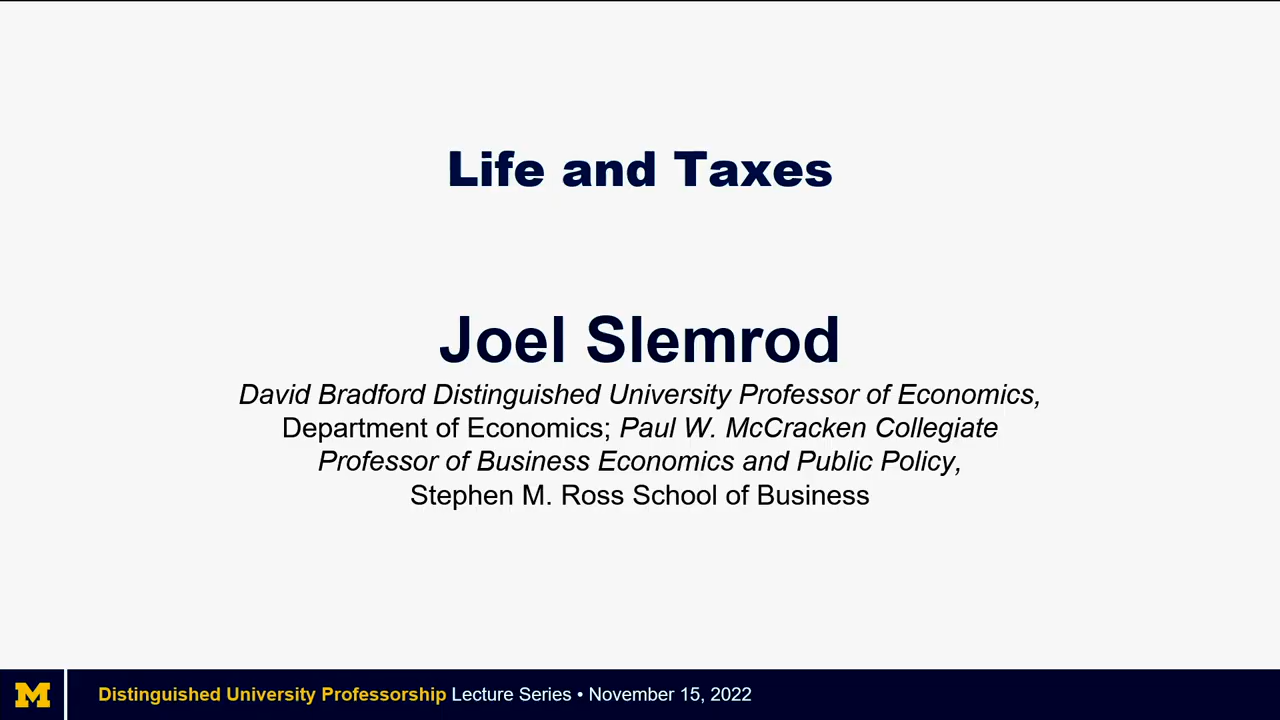 Life and Taxes
Joel Slemrod
David Bradford Distinguished University Professor of Economics,
Department of Economics; Paul W. McCracken Collegiate
Professor of Business Economics and Public Policy,
Stephen M. Ross School of Business
M
Distinguished University Professorship Lecture Series • November 15, 2022